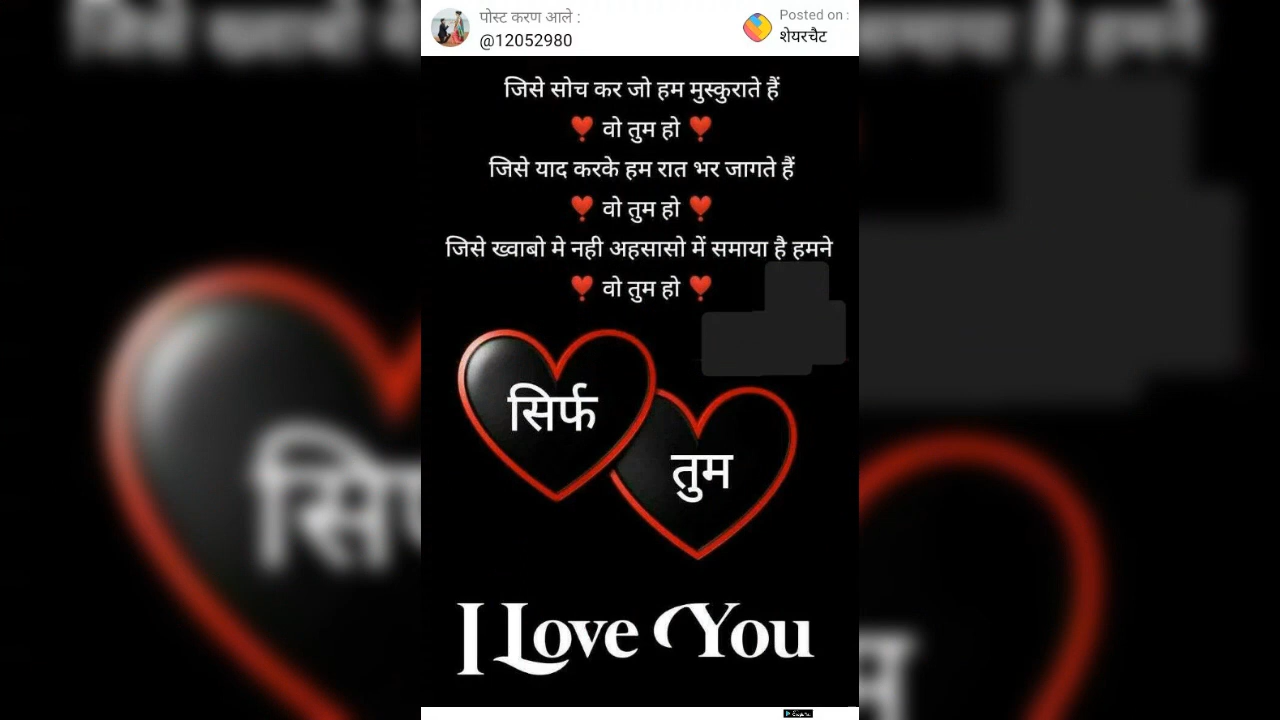 पोस्ट करण आले :
@12052980
Posted on :
शेयरचैट
जिसे सोच कर जो हम मुस्कुराते हैं
❣ वो तुम हो ❣
जिसे याद करके हम रात भर जागते हैं
❣ वो तुम हो ❣
जिसे ख्वाबो मे नही अहसासो में समाया है हमने
❣ वो तुम हो ❣
सिर्फ
तुम
I Love You